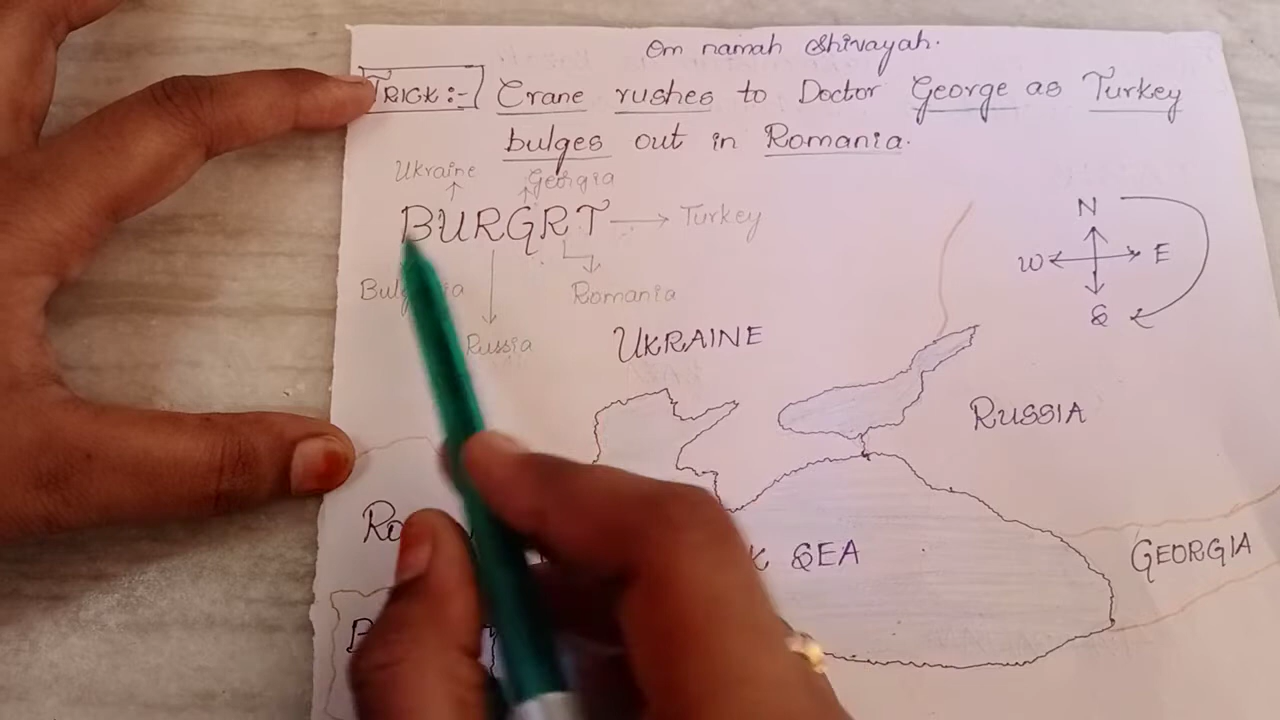 Om namah Shivayah.
TRICK :- Crane rushes to Doctor George as Turkey
bulges out in Romania.
Ukraine Georgia
BURGRT Turkey
Romania
Russia
N
W E
S
UKRAINE
RUSSIA
SEA
GEORGIA